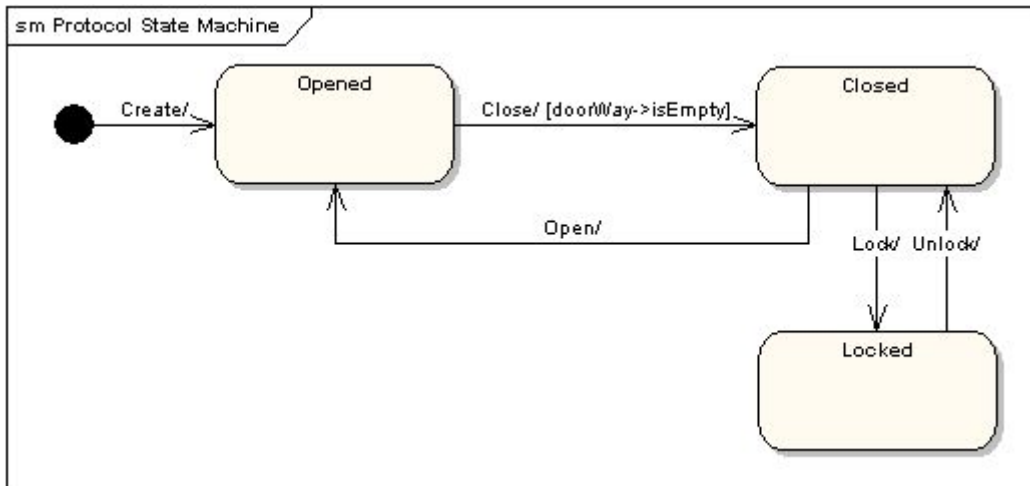 sm Protocol State Machine
Opened
Closed
Create/
Close/ [doorWay->isEmpty]
Open/
Lock/ Unlock/
Locked